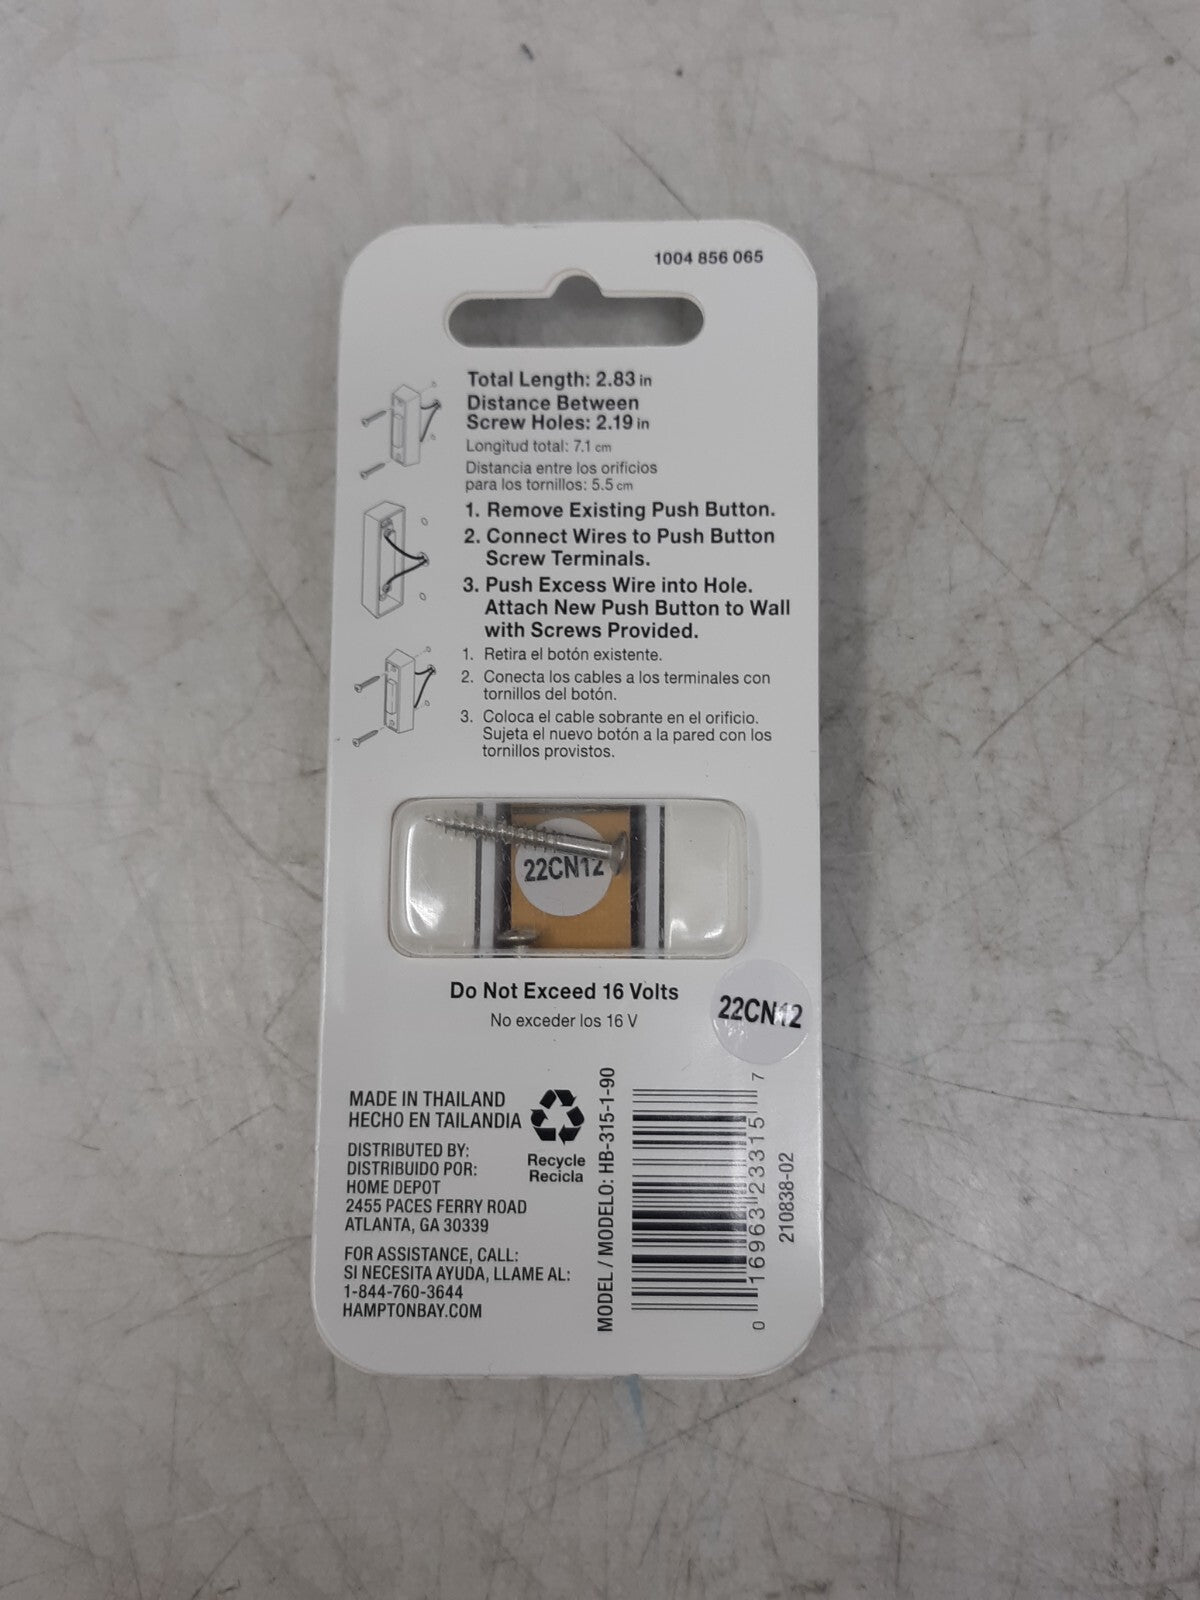 1004 856 065
Total Length: 2.83 in
Distance Between
Screw Holes: 2.19 in
Longitud total: 7.1 cm
Distancia entre los orificios
para los tornillos: 5.5 cm
1. Remove Existing Push Button.
2. Connect Wires to Push Button
Screw Terminals.
3. Push Excess Wire into Hole.
Attach New Push Button to Wall
with Screws Provided.
1. Retira el botón existente.
2. Conecta los cables a los terminales con
tornillos del botón.
3. Coloca el cable sobrante en el orificio.
Sujeta el nuevo botón a la pared con los
tornillos provistos.
22CN12
Do Not Exceed 16 Volts
No exceder los 16 V
22CN12
MADE IN THAILAND
HECHO EN TAILANDIA
DISTRIBUTED BY:
DISTRIBUIDO POR:
HOME DEPOT
2455 PACES FERRY ROAD
ATLANTA, GA 30339
FOR ASSISTANCE, CALL:
SI NECESITA AYUDA, LLAME AL:
1-844-760-3644
HAMPTONBAY.COM
Recycle
Recicla
MODEL / MODELO: HB-315-1-90
0 16963 23315 7
210838-02